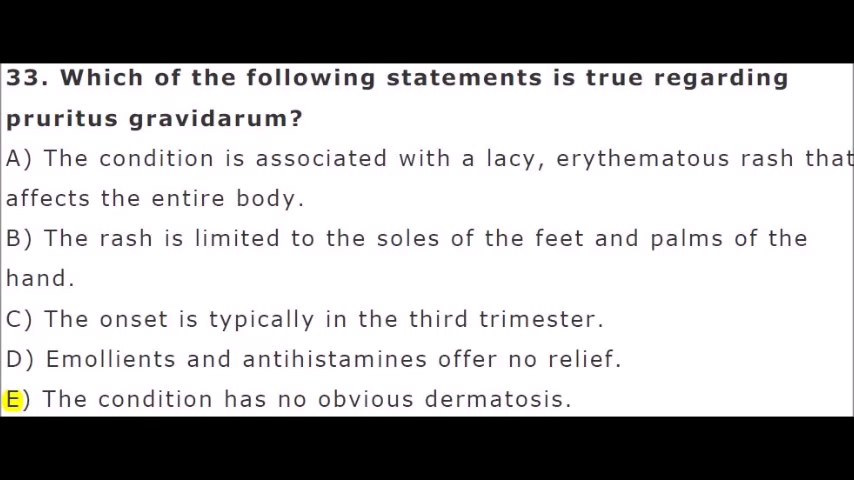 33. Which of the following statements is true regarding
pruritus gravidarum?
A) The condition is associated with a lacy, erythematous rash that
affects the entire body.
B) The rash is limited to the soles of the feet and palms of the
hand.
C) The onset is typically in the third trimester.
D) Emollients and antihistamines offer no relief.
E) The condition has no obvious dermatosis.